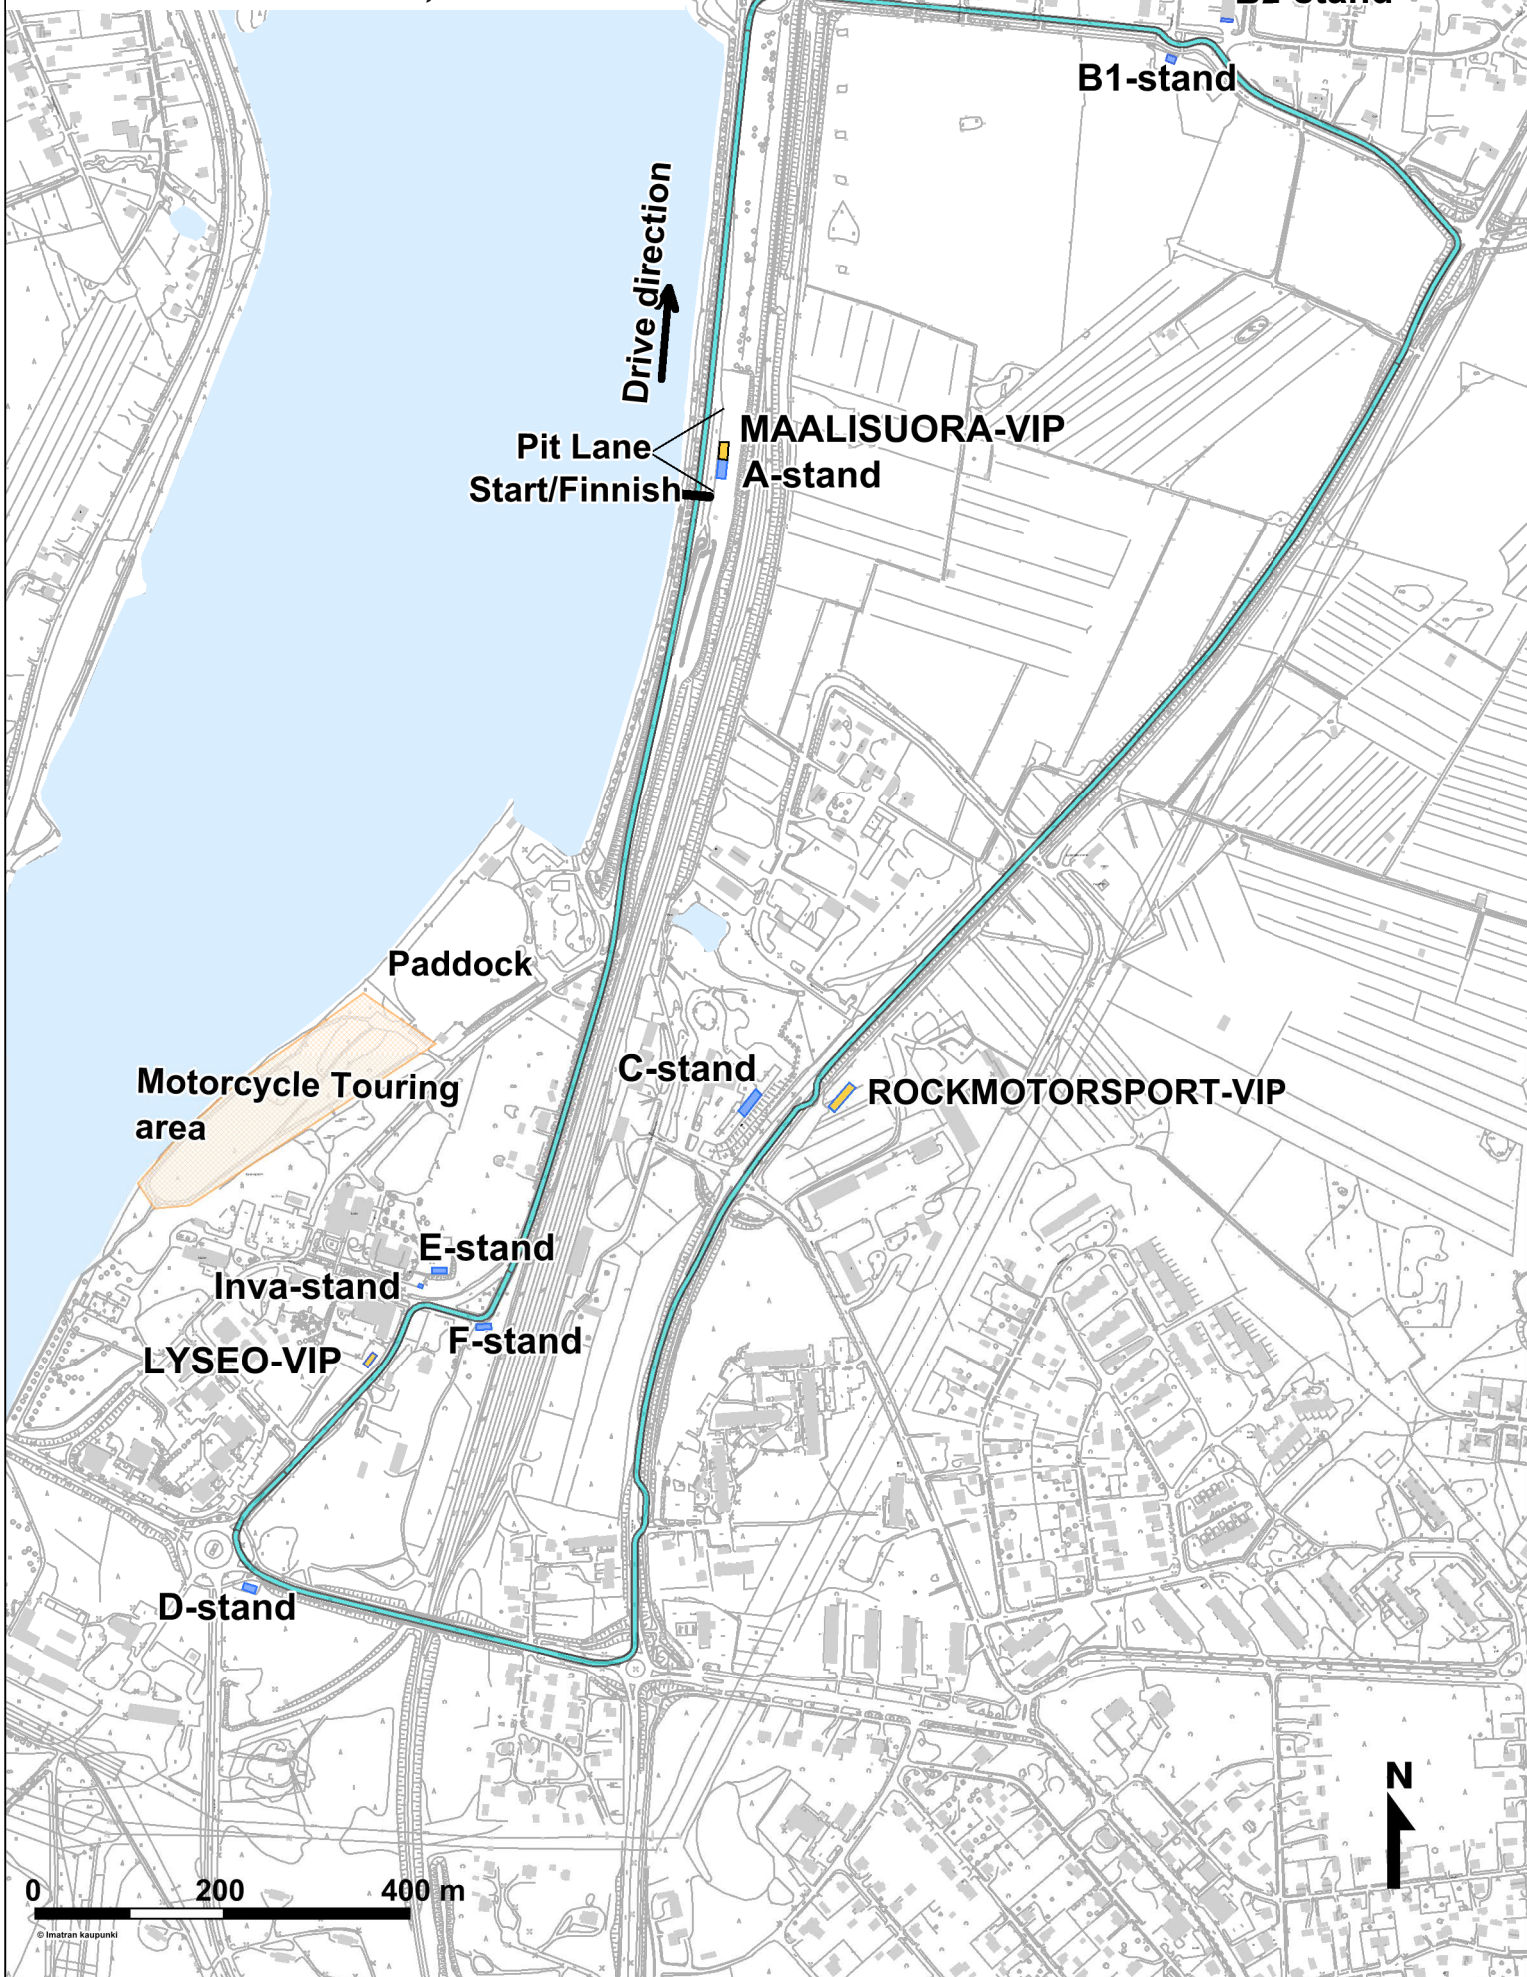 B1-stand
Drive direction
MAALISUORA-VIP
Pit Lane
A-stand
Start/Finnish
Paddock
C-stand
Motorcycle Touring
area
ROCKMOTORSPORT-VIP
E-stand
Inva-stand
F-stand
LYSEO-VIP
D-stand
N
0 200 400 m
© Imatran kaupunki